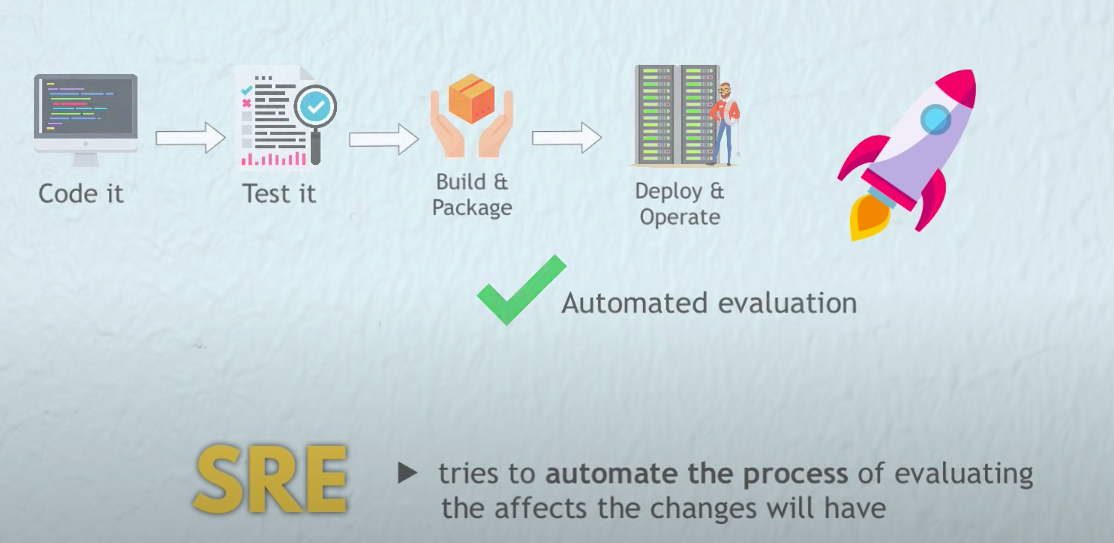 Code it
Test it
Build &
Package
Deploy &
Operate
Automated evaluation
SRE
tries to automate the process of evaluating
the affects the changes will have